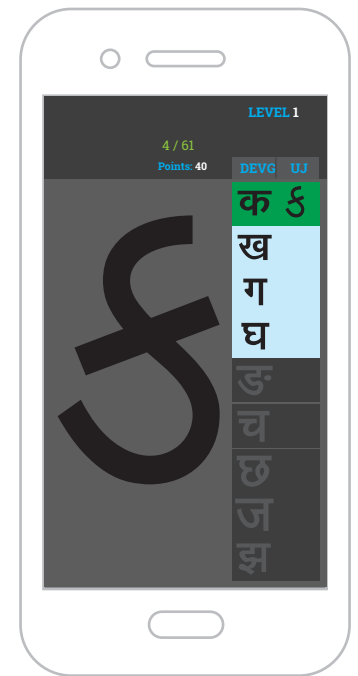 LEVEL 1
4 / 61
Points: 40
DEVG UJ
क ક
ख
ग
घ
ङ
च
छ
ज
झ
ક